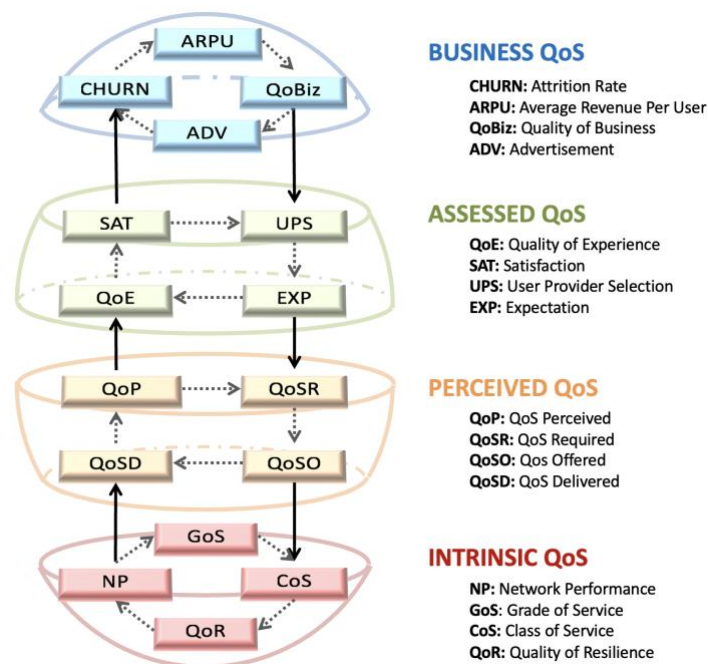 ARPU
CHURN
QoBiz
ADV
BUSINESS QoS
CHURN: Attrition Rate
ARPU: Average Revenue Per User
QoBiz: Quality of Business
ADV: Advertisement
SAT
UPS
QoE
EXP
ASSESSED QoS
QoE: Quality of Experience
SAT: Satisfaction
UPS: User Provider Selection
EXP: Expectation
QoP
QoSR
QoSD
QoSO
PERCEIVED QoS
QoP: QoS Perceived
QoSR: QoS Required
QoSO: Qos Offered
QoSD: QoS Delivered
GoS
NP
CoS
QoR
INTRINSIC QoS
NP: Network Performance
GoS: Grade of Service
CoS: Class of Service
QoR: Quality of Resilience